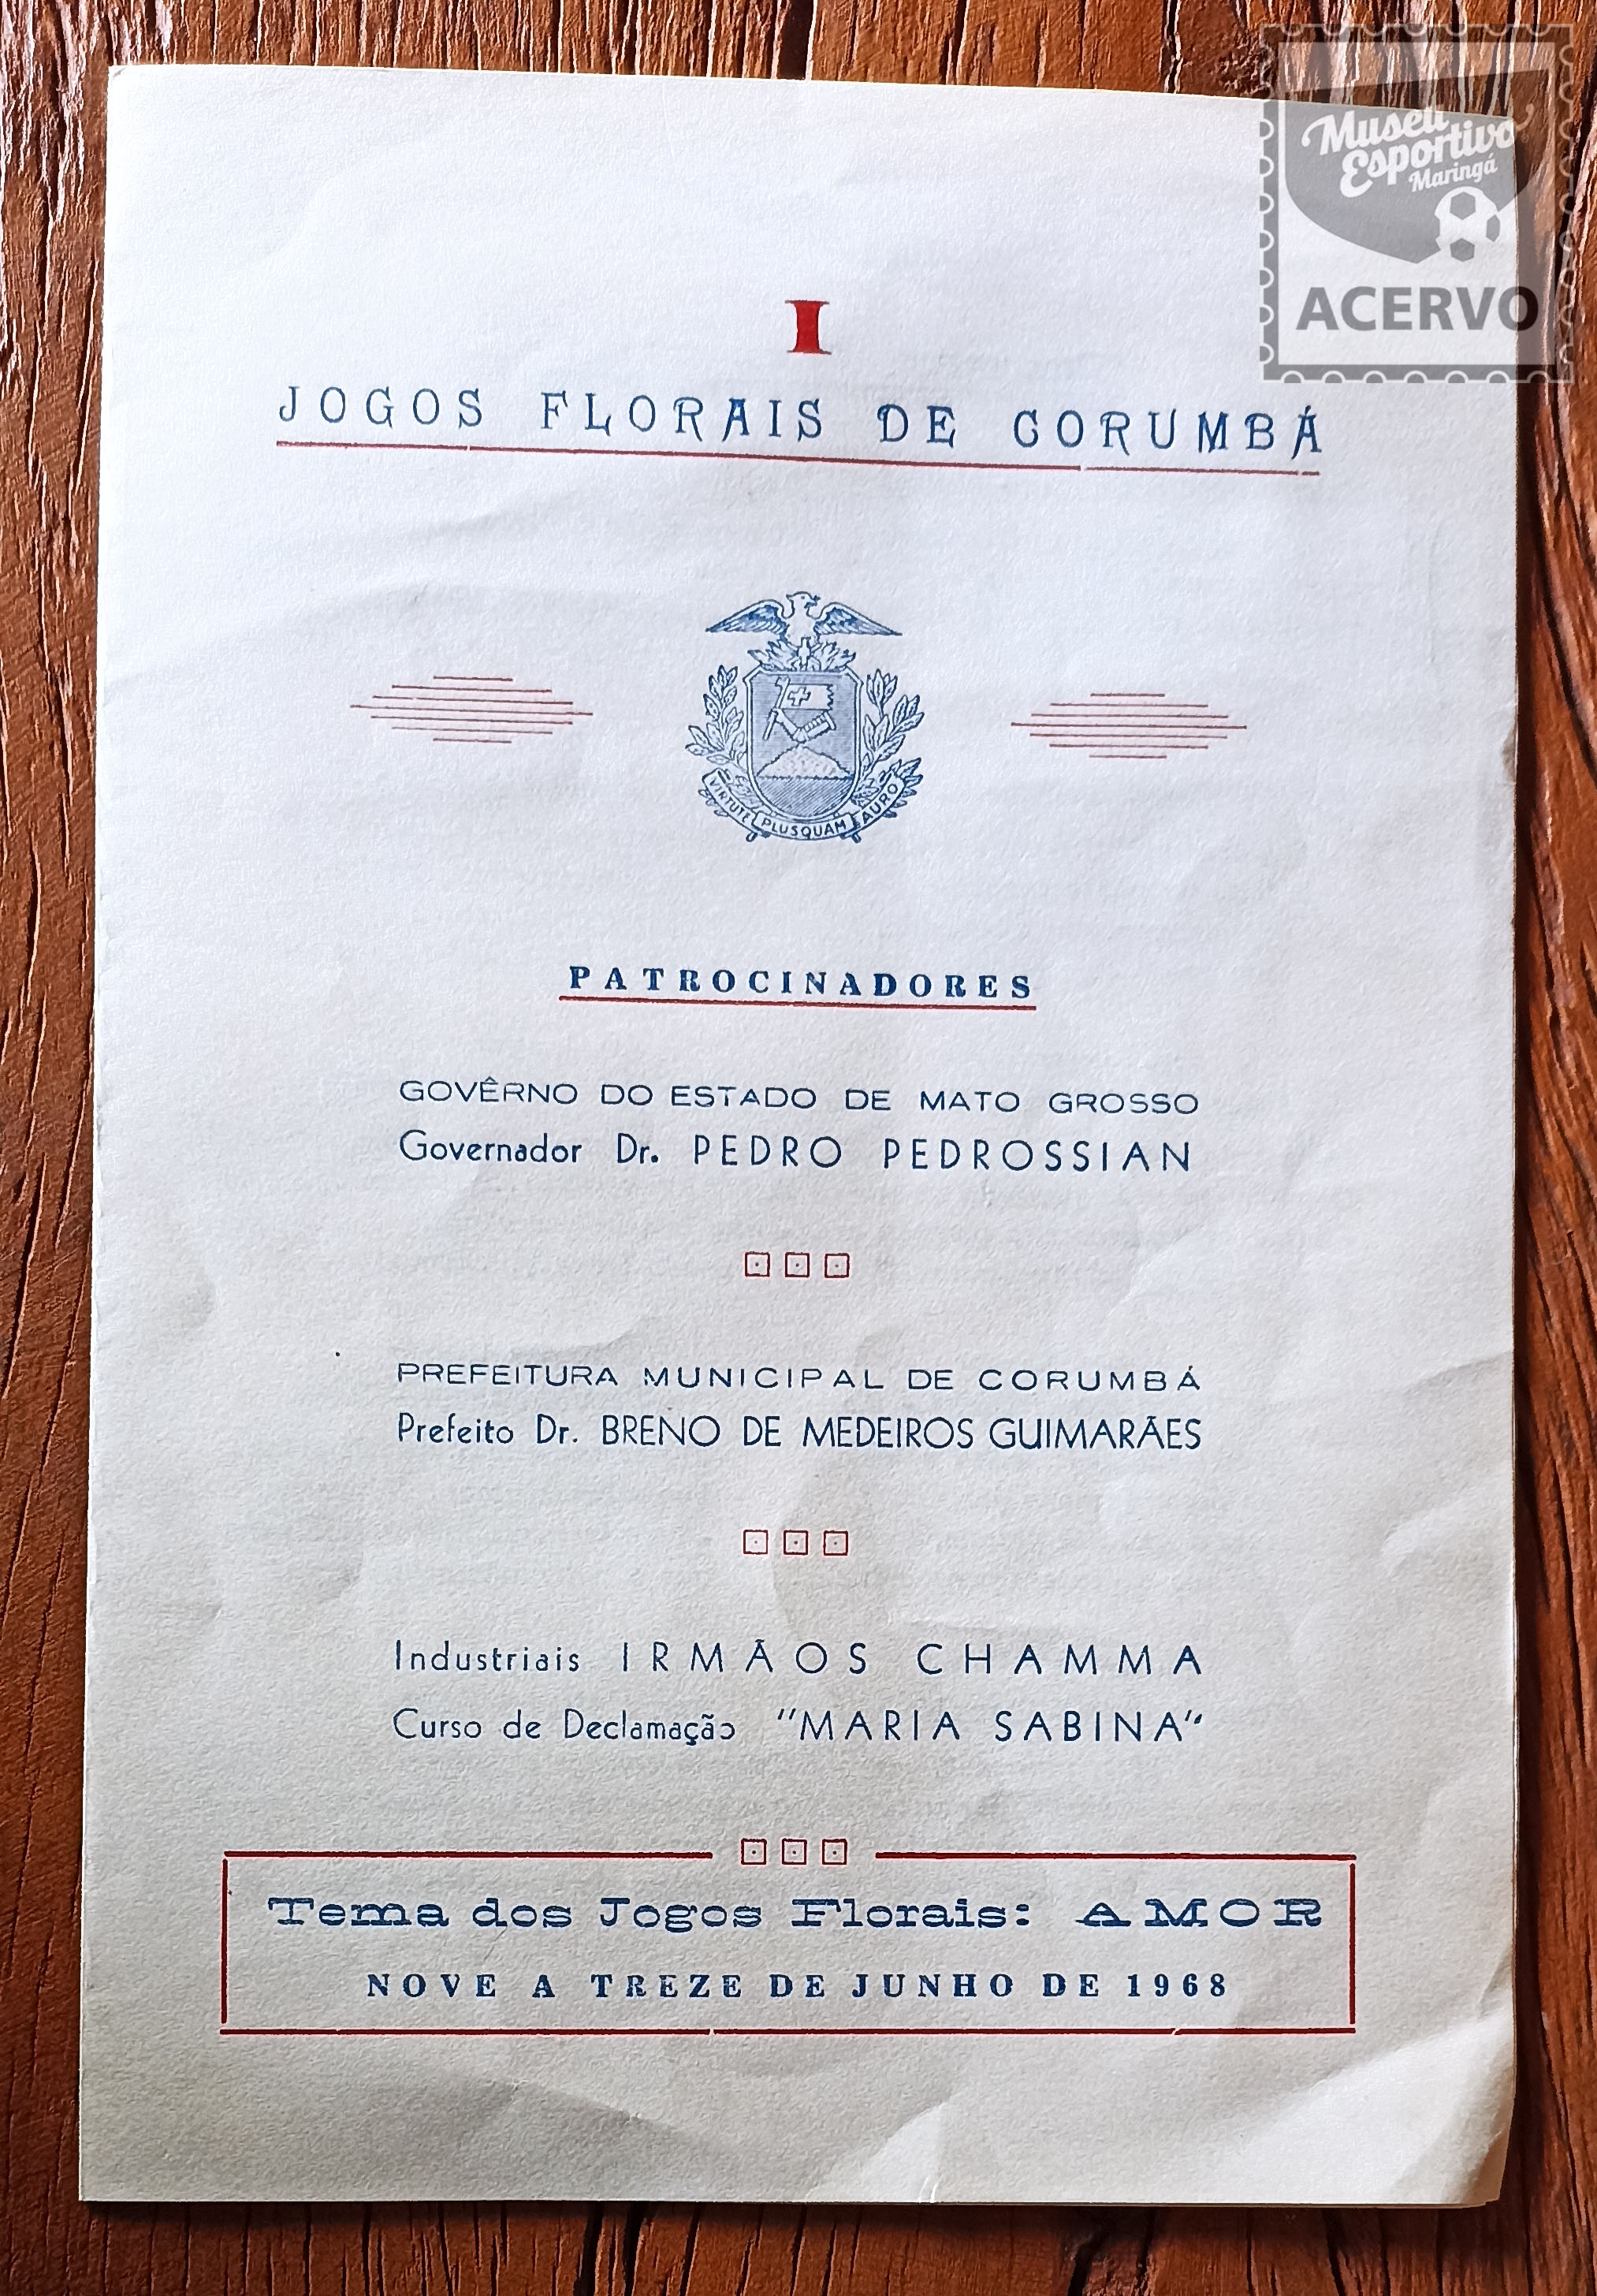 Museu
Esportivo
Maringá
ACERVO
I
JOGOS FLORAIS DE CORUMBÁ
VIRTUTE PLUSQUAM AURO
PATROCINADORES
GOVÊRNO DO ESTADO DE MATO GROSSO
Governador Dr. PEDRO PEDROSSIAN
PREFEITURA MUNICIPAL DE CORUMBÁ
Prefeito Dr. BRENO DE MEDEIROS GUIMARÃES
Industriais IRMÃOS CHAMMA
Curso de Declamação "MARIA SABINA"
Tema dos Jogos Florais: AMOR
NOVE A TREZE DE JUNHO DE 1968